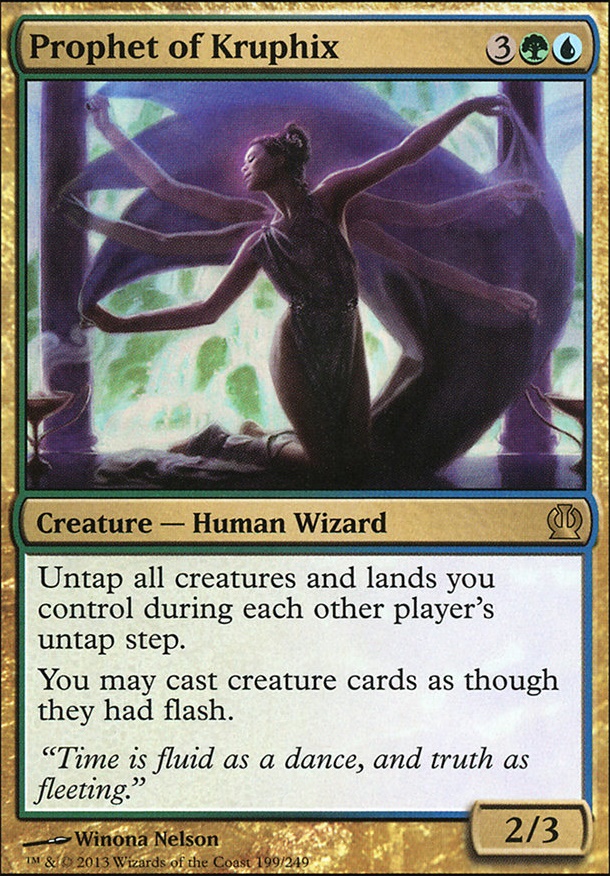 Prophet of Kruphix 3
Creature — Human Wizard
Untap all creatures and lands you
control during each other player's
untap step.
You may cast creature cards as though
they had flash.
“Time is fluid as a dance, and truth as
fleeting.”
2/3
Winona Nelson
™ & © 2013 Wizards of the Coast 199/249